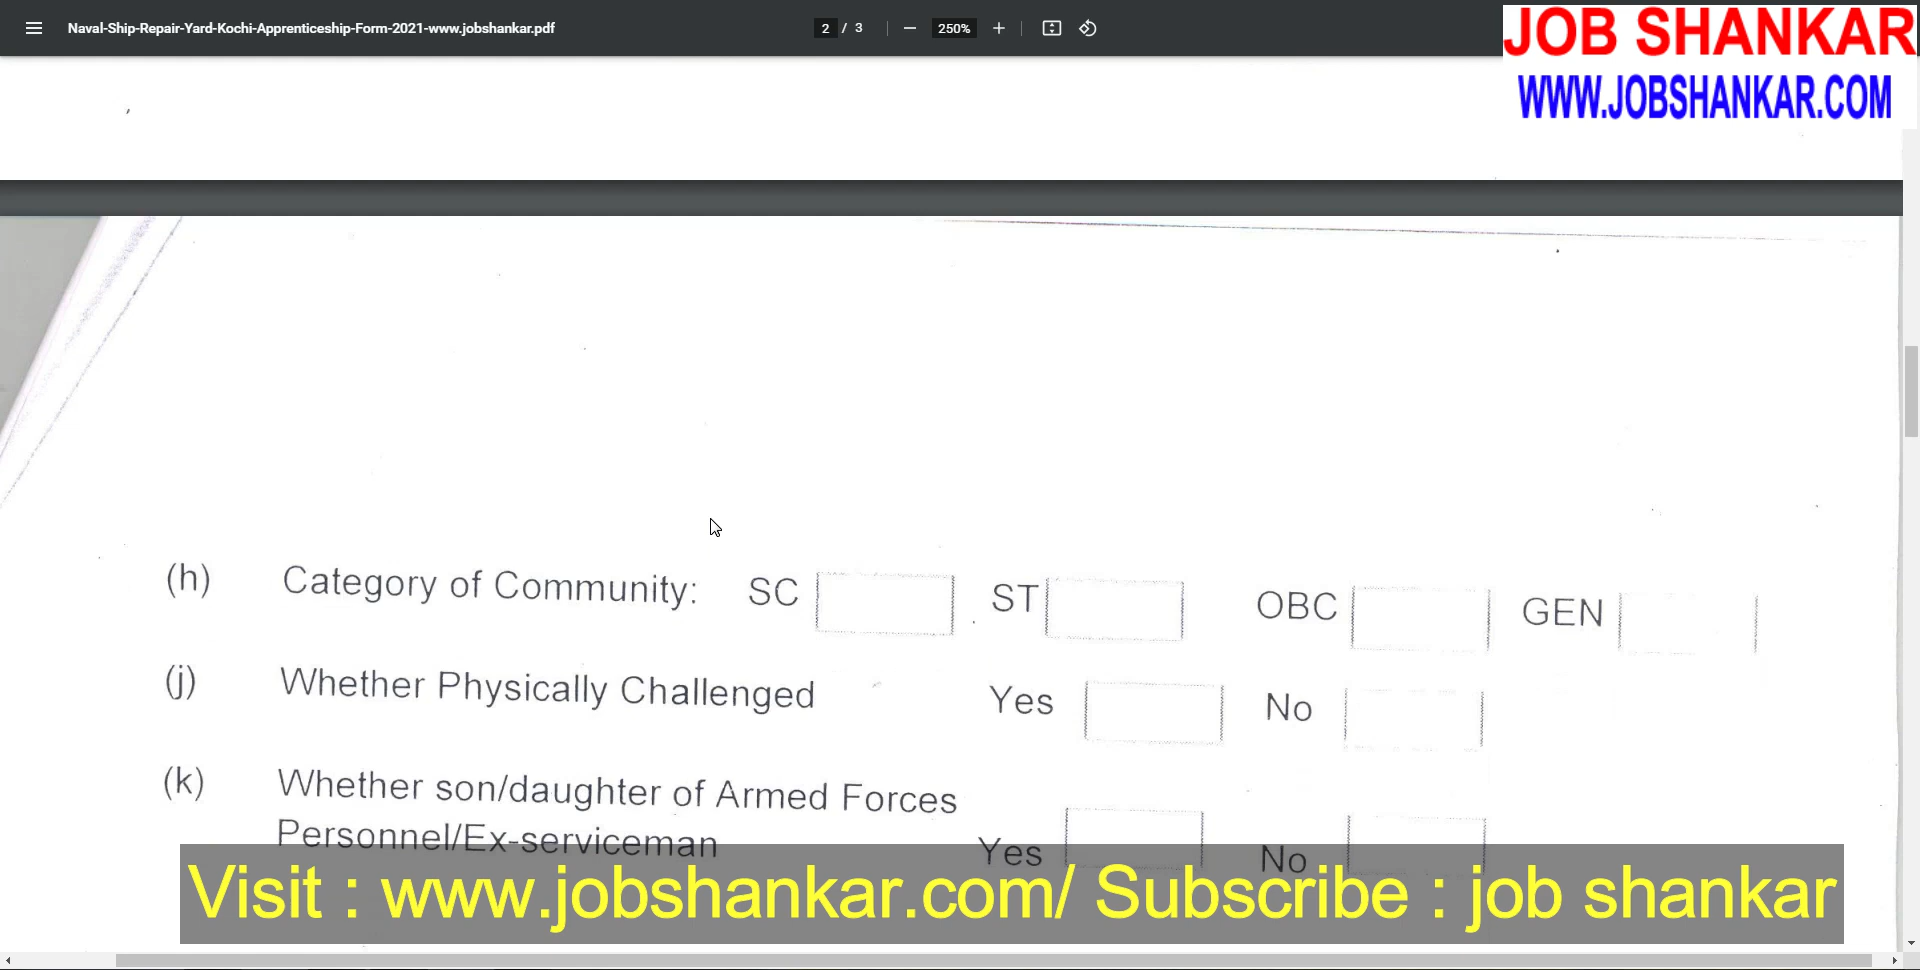 Naval-Ship-Repair-Yard-Kochi-Apprenticeship-Form-2021-www.jobshankar.pdf 2 / 3 250%
JOB SHANKAR
WWW.JOBSHANKAR.COM
(h) Category of Community: SC ST OBC GEN
(j) Whether Physically Challenged Yes No
(k) Whether son/daughter of Armed Forces
Personnel/Ex-serviceman Yes No
Visit : www.jobshankar.com/ Subscribe : job shankar